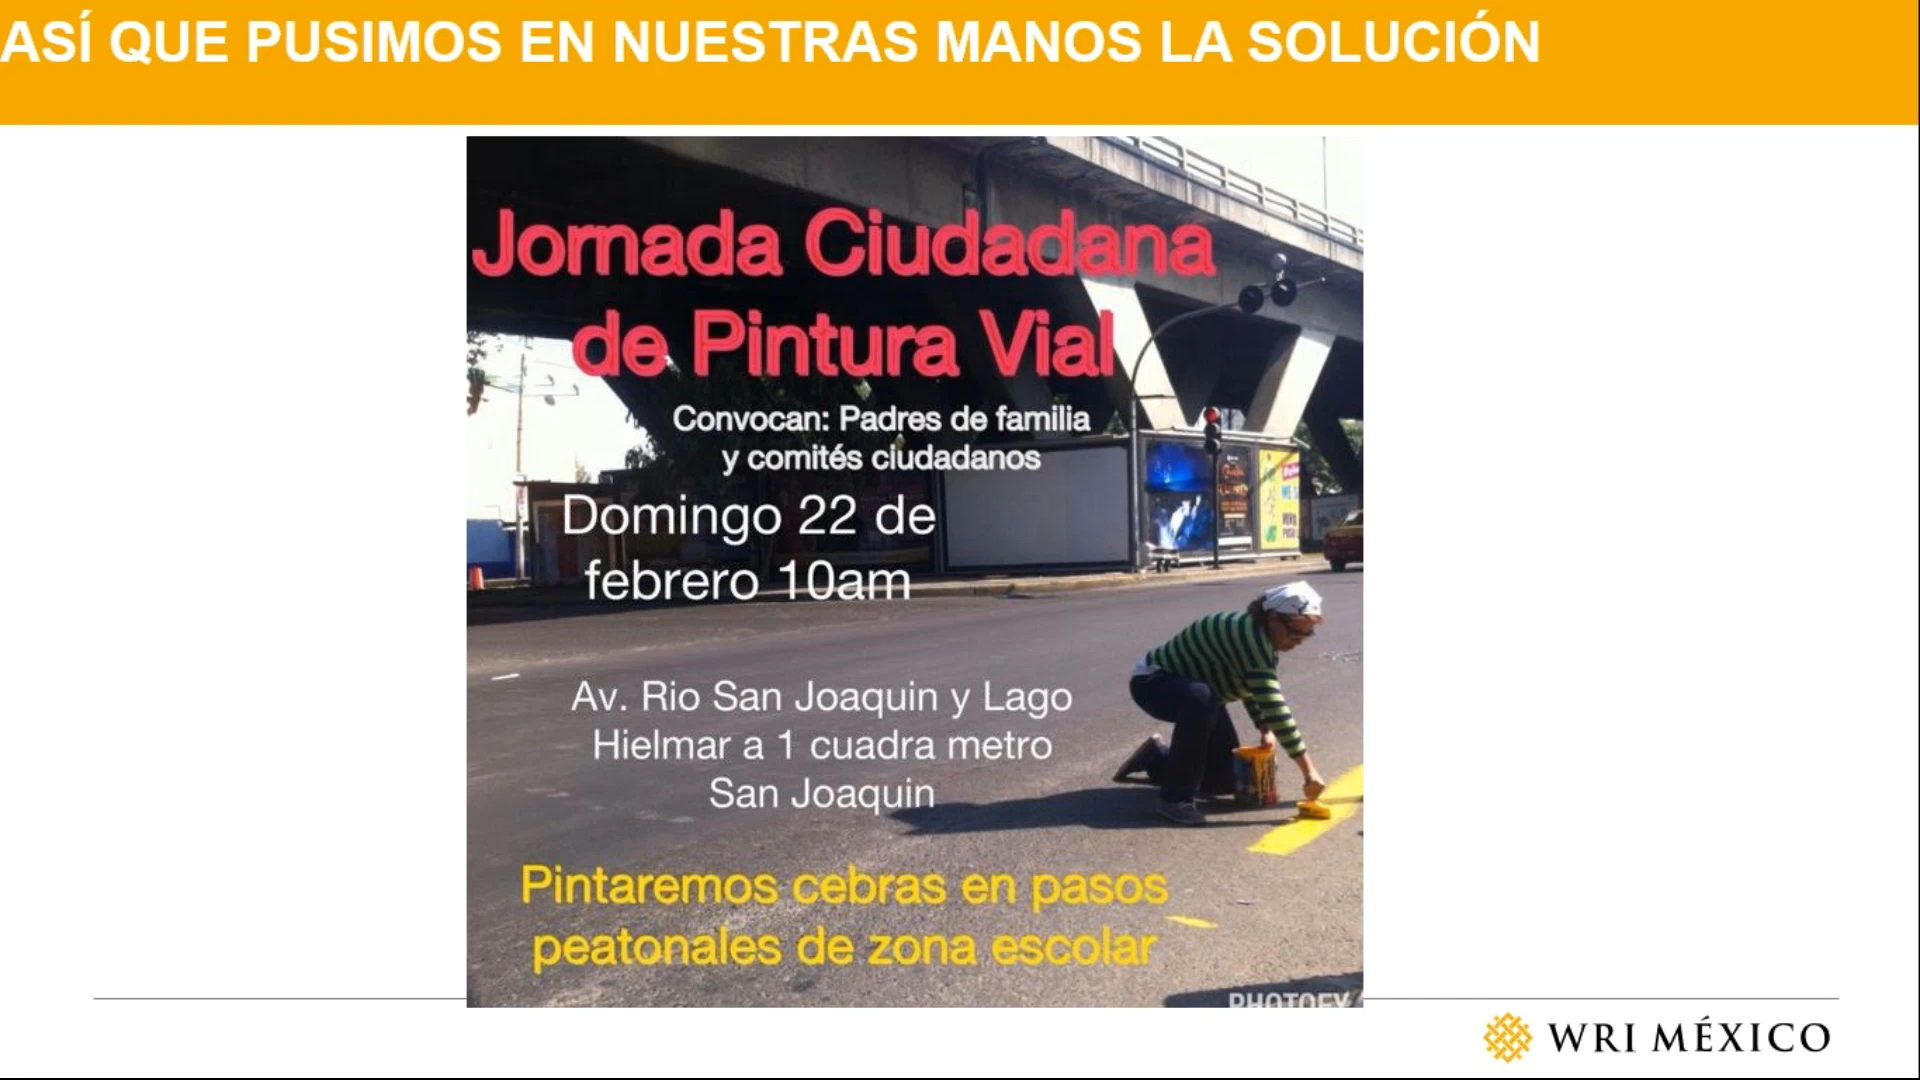 ASÍ QUE PUSIMOS EN NUESTRAS MANOS LA SOLUCIÓN
Jornada Ciudadana
de Pintura Vial
Convocan: Padres de familia
y comités ciudadanos
Domingo 22 de
febrero 10am
Av. Rio San Joaquin y Lago
Hielmar a 1 cuadra metro
San Joaquin
Pintaremos cebras en pasos
peatonales de zona escolar
WRI MÉXICO